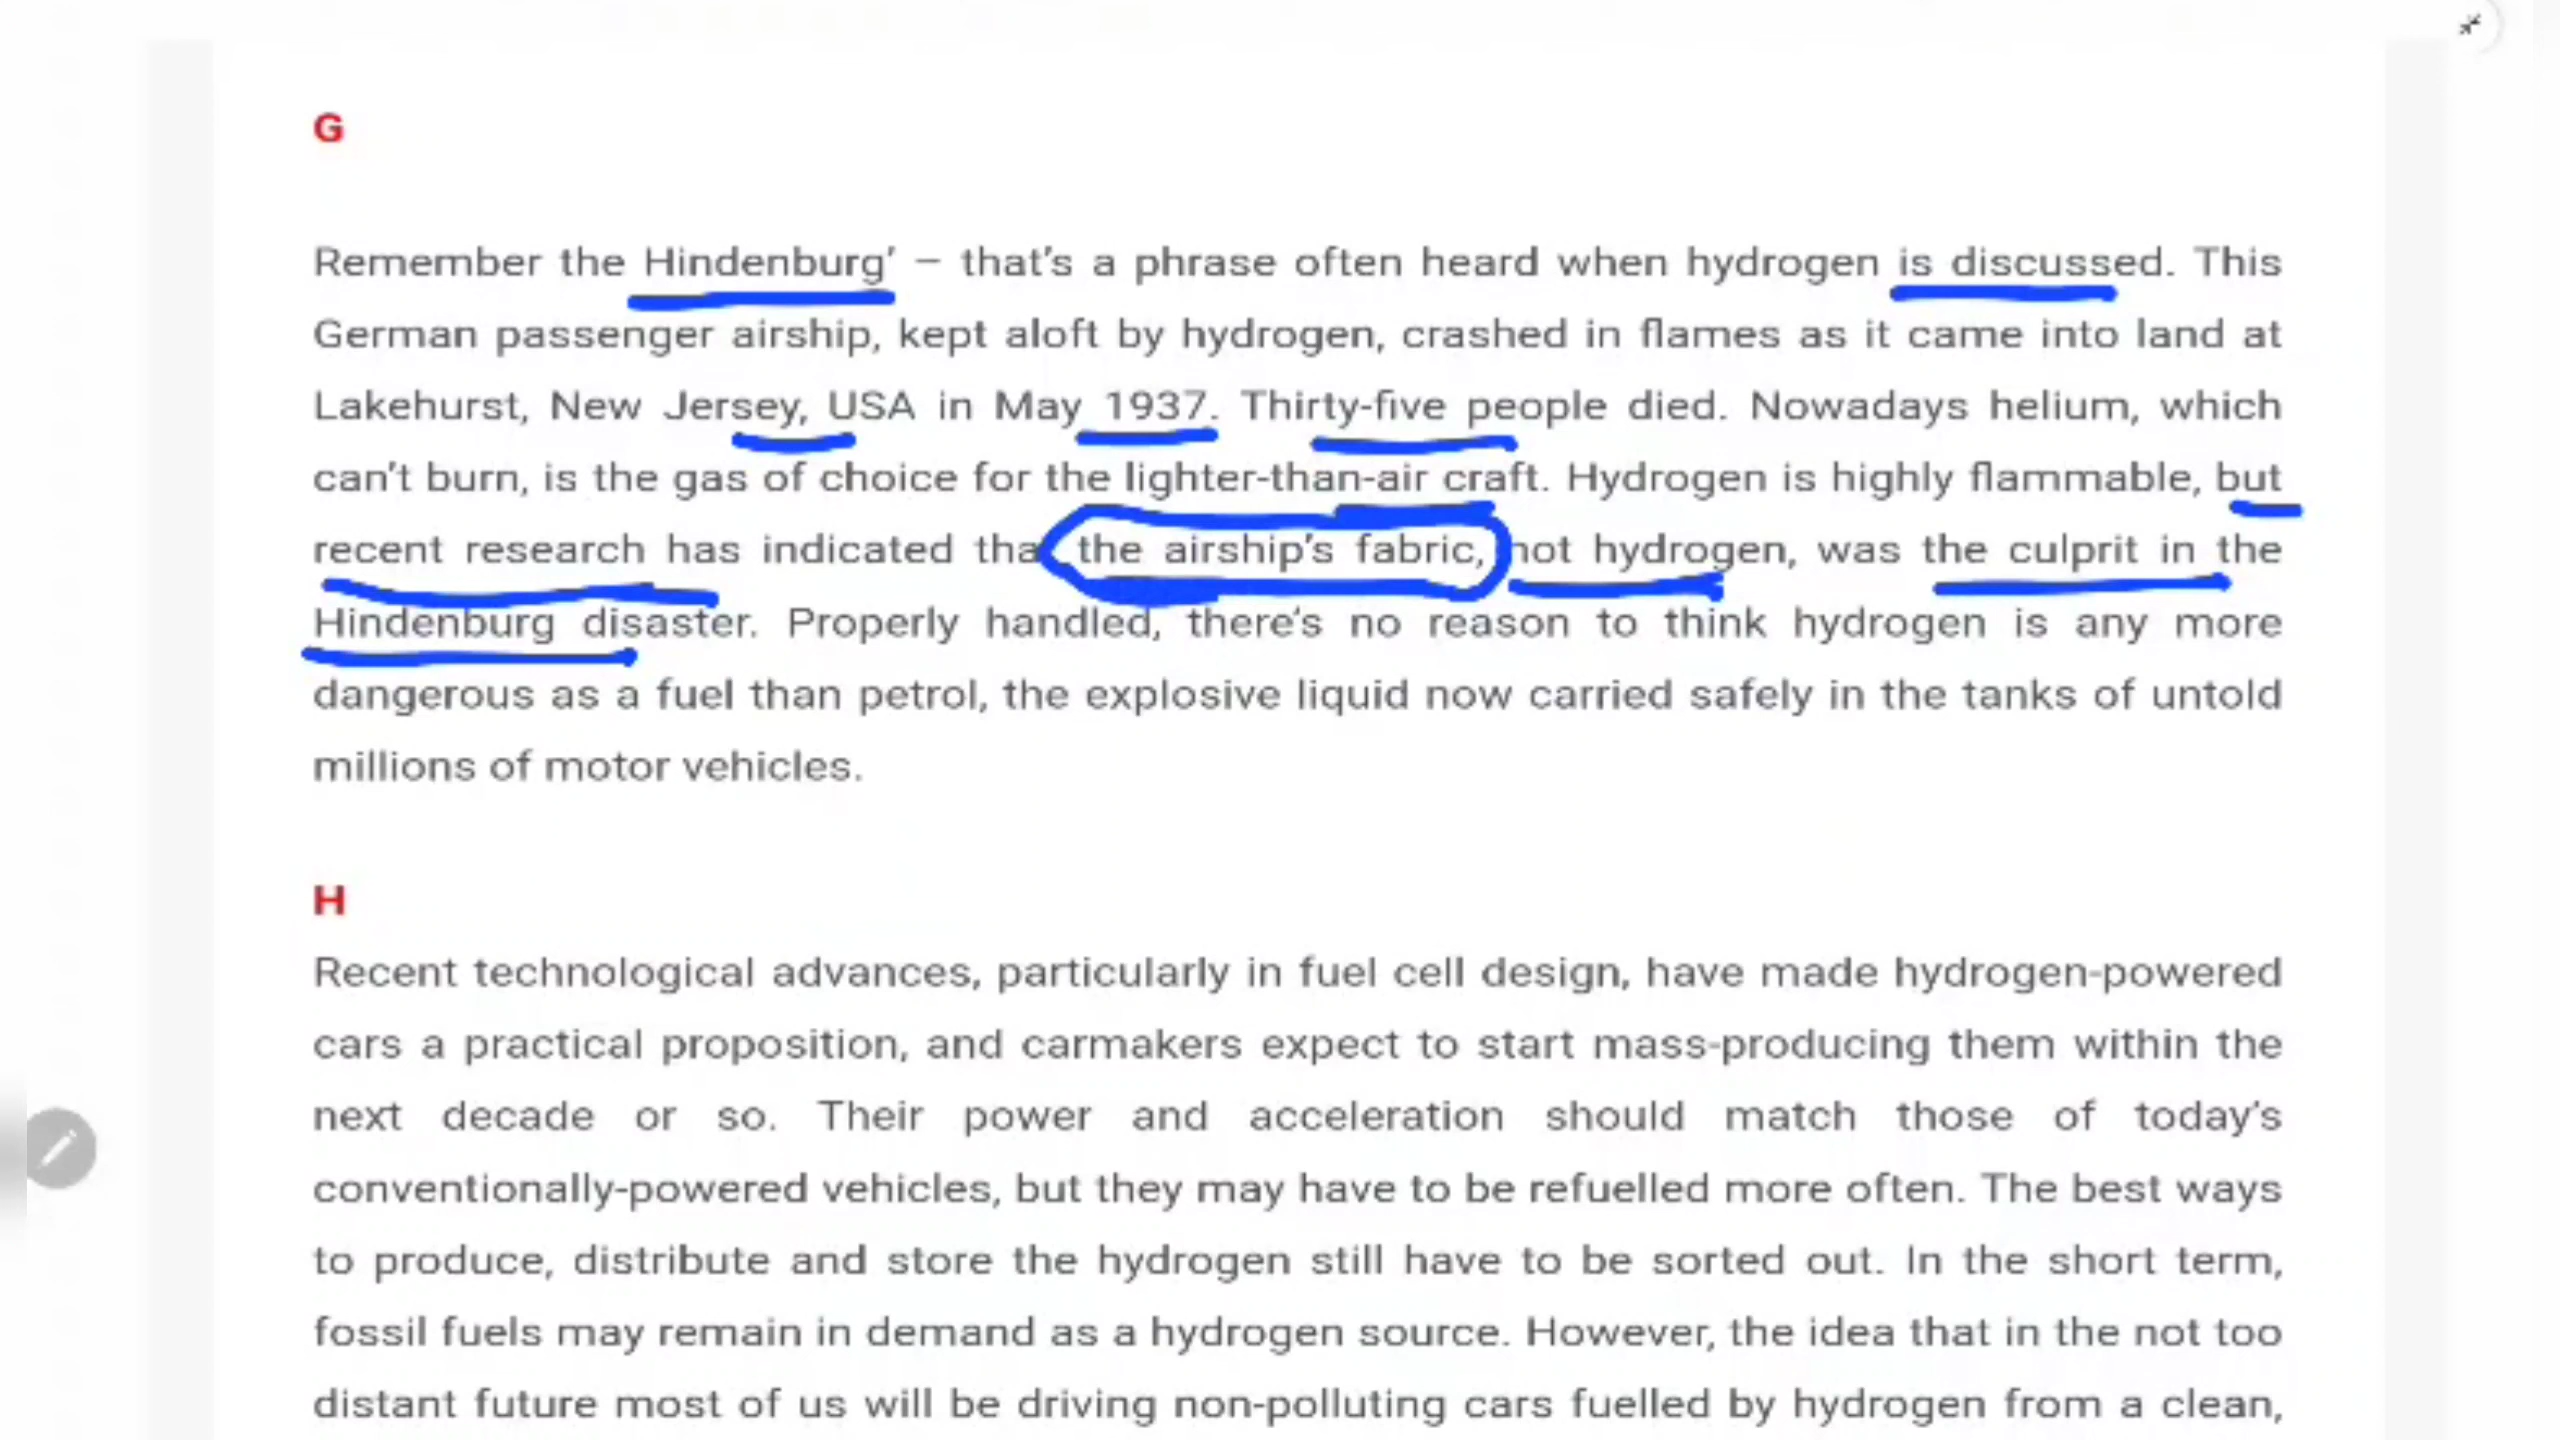 G
Remember the Hindenburg’ – that’s a phrase often heard when hydrogen is discussed. This
German passenger airship, kept aloft by hydrogen, crashed in flames as it came into land at
Lakehurst, New Jersey, USA in May 1937. Thirty-five people died. Nowadays helium, which
can’t burn, is the gas of choice for the lighter-than-air craft. Hydrogen is highly flammable, but
recent research has indicated that the airship’s fabric, not hydrogen, was the culprit in the
Hindenburg disaster. Properly handled, there’s no reason to think hydrogen is any more
dangerous as a fuel than petrol, the explosive liquid now carried safely in the tanks of untold
millions of motor vehicles.
H
Recent technological advances, particularly in fuel cell design, have made hydrogen-powered
cars a practical proposition, and carmakers expect to start mass-producing them within the
next decade or so. Their power and acceleration should match those of today’s
conventionally-powered vehicles, but they may have to be refuelled more often. The best ways
to produce, distribute and store the hydrogen still have to be sorted out. In the short term,
fossil fuels may remain in demand as a hydrogen source. However, the idea that in the not too
distant future most of us will be driving non-polluting cars fuelled by hydrogen from a clean,